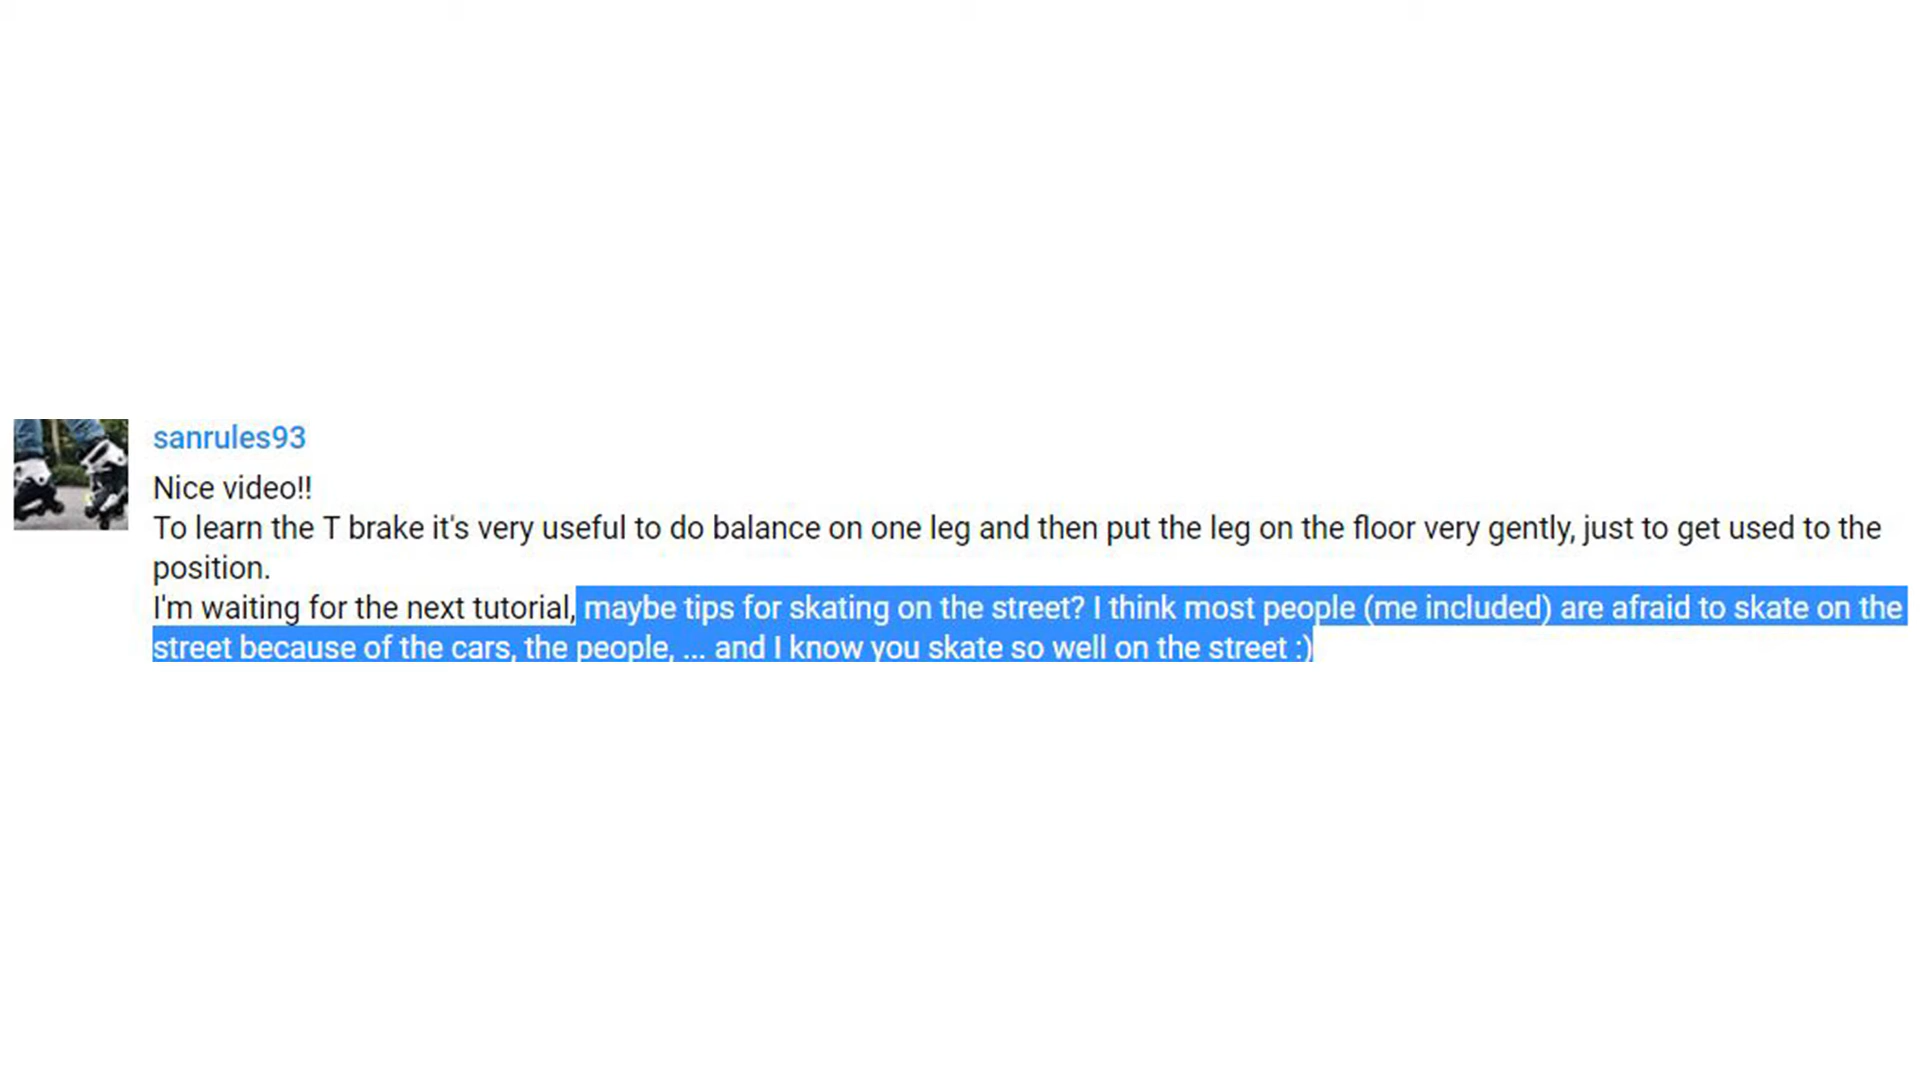 sanrules93
Nice video!!
To learn the T brake it's very useful to do balance on one leg and then put the leg on the floor very gently, just to get used to the
position.
I'm waiting for the next tutorial, maybe tips for skating on the street? I think most people (me included) are afraid to skate on the
street because of the cars, the people, ... and I know you skate so well on the street :)